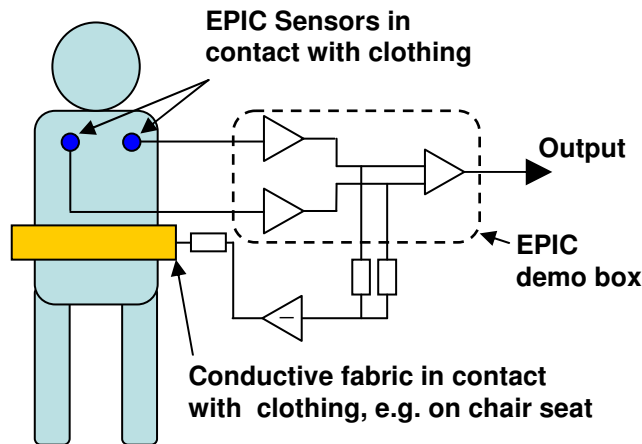 EPIC Sensors in
contact with clothing
Output
EPIC
demo box
–
Conductive fabric in contact
with clothing, e.g. on chair seat